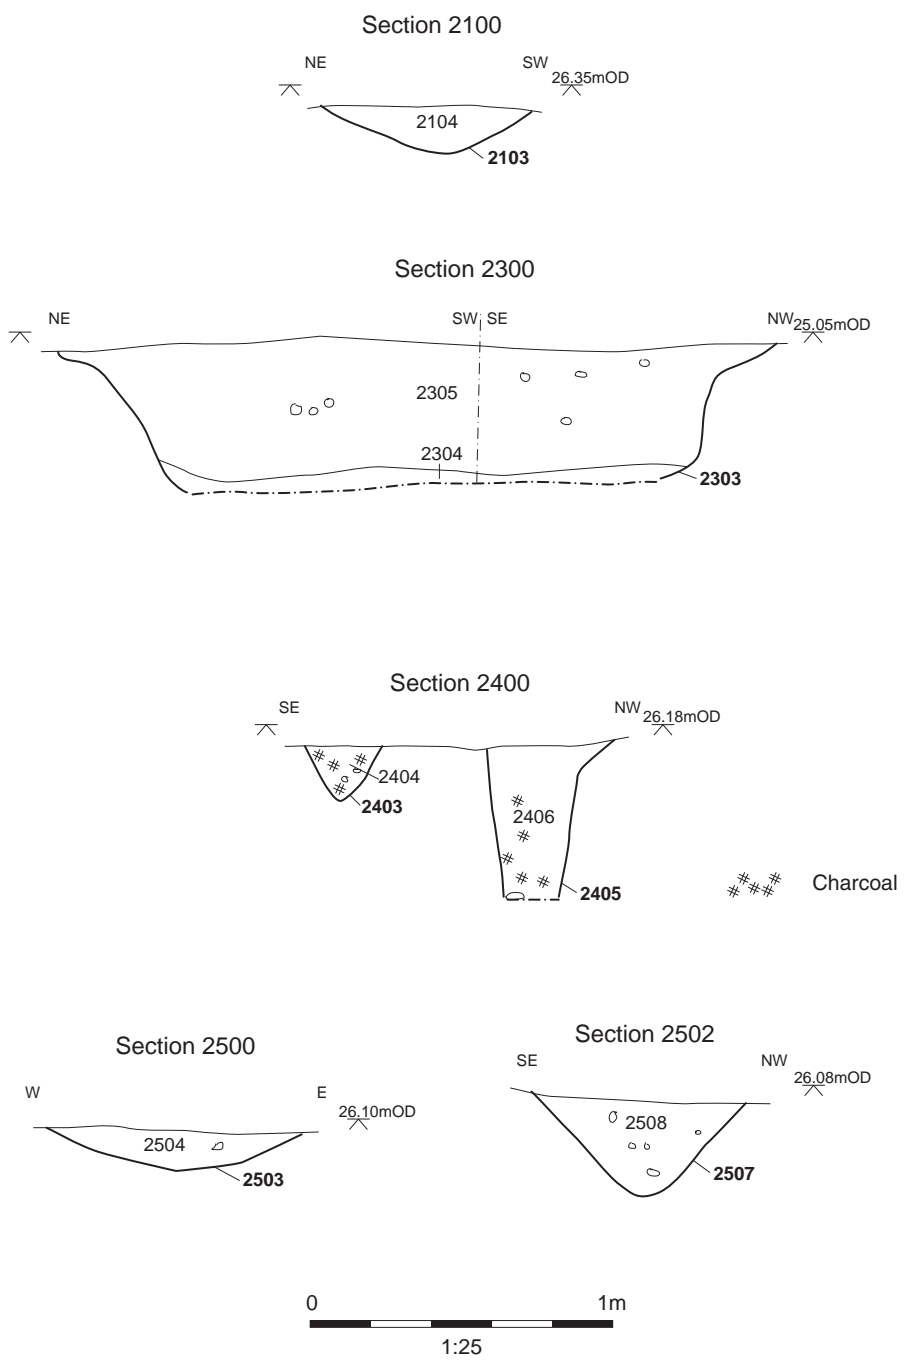 Section 2100
NE SW 26.35mOD
2104
2103
Section 2300
NE SW SE NW 25.05mOD
2305
2304
2303
Section 2400
SE NW 26.18mOD
2404
2403
2406
2405
Charcoal
Section 2500
W E 26.10mOD
2504
2503
Section 2502
SE NW 26.08mOD
2508
2507
0 1m
1:25